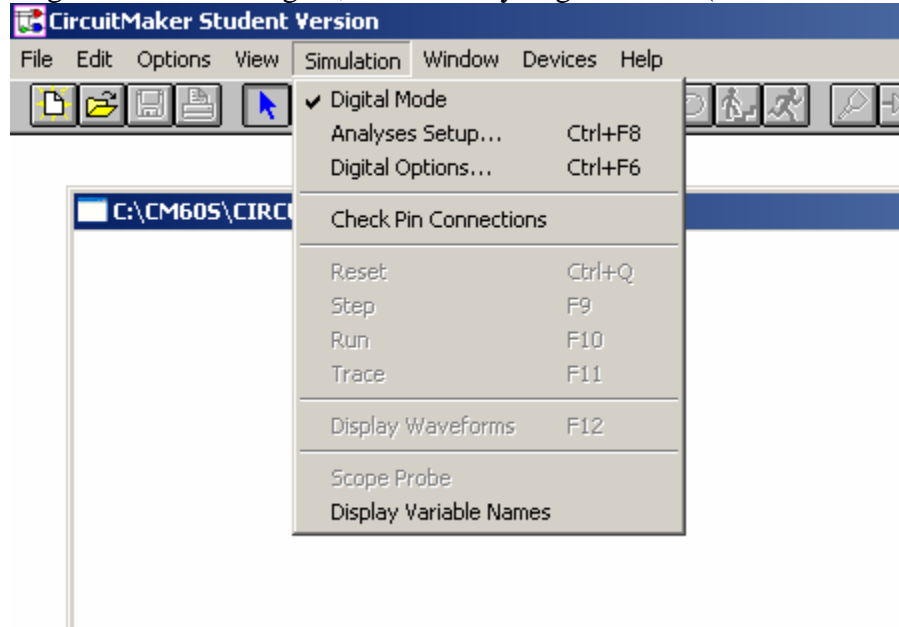 CircuitMaker Student Version
File Edit Options View Simulation Window Devices Help
Digital Mode
Analyses Setup... Ctrl+F8
Digital Options... Ctrl+F6
C:\CM60S\CIRC
Check Pin Connections
Reset Ctrl+Q
Step F9
Run F10
Trace F11
Display Waveforms F12
Scope Probe
Display Variable Names